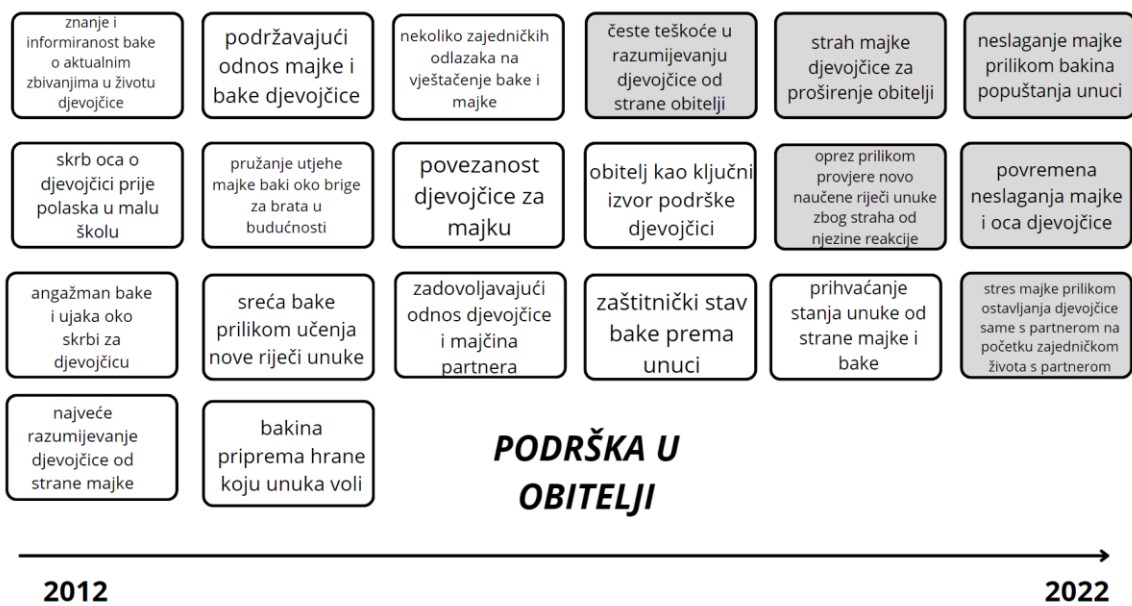 znanje i
informiranost bake
o aktualnim
zbivanjima u životu
djevojčice
podržavajući
odnos majke i
bake djevojčice
nekoliko zajedničkih
odlazaka na
vještačenje bake i
majke
česte teškoće u
razumijevanju
djevojčice od
strane obitelji
strah majke
djevojčice za
proširenje obitelji
neslaganje majke
prilikom bakina
popuštanja unuci
skrb oca o
djevojčici prije
polaska u malu
školu
pružanje utjehe
majke baki oko brige
za brata u
budućnosti
povezanost
djevojčice za
majku
obitelj kao ključni
izvor podrške
djevojčici
oprez prilikom
provjere novo
naučene riječi unuke
zbog straha od
njezine reakcije
povremena
neslaganja majke
i oca djevojčice
angažman bake
i ujaka oko
skrbi za
djevojčicu
sreća bake
prilikom učenja
nove riječi unuke
zadovoljavajući
odnos djevojčice
i majčina
partnera
zaštitnički stav
bake prema
unuci
prihvaćanje
stanja unuke od
strane majke i
bake
stres majke prilikom
ostavljanja djevojčice
same s partnerom na
početku zajedničkom
života s partnerom
najveće
razumijevanje
djevojčice od
strane majke
bakina
priprema hrane
koju unuka voli
PODRŠKA U
OBITELJI
2012
2022